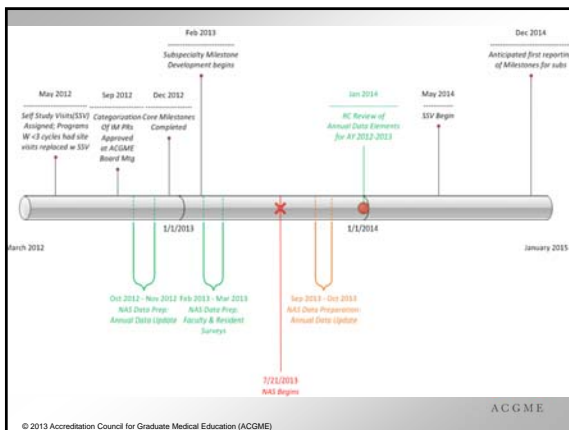 Feb 2013
Subspecialty Milestone
Development begins
Dec 2014
Anticipated first reporting
of Milestones for subs
May 2012
Self Study Visits(SSV)
Assigned; Programs
W <3 cycles had site
visits replaced w SSV
Sep 2012
Categorization
Of IM PRs
Approved
at ACGME
Board Mtg
Dec 2012
Core Milestones
Completed
Jan 2014
RC Review of
Annual Data Elements
for AY 2012-2013
May 2014
SSV Begin
1/1/2013
1/1/2014
March 2012
January 2015
Oct 2012 - Nov 2012
NAS Data Prep:
Annual Data Update
Feb 2013 - Mar 2013
NAS Data Prep:
Faculty & Resident
Surveys
Sep 2013 - Oct 2013
NAS Data Preparation:
Annual Data Update
7/21/2013
NAS Begins
ACGME
© 2013 Accreditation Council for Graduate Medical Education (ACGME)